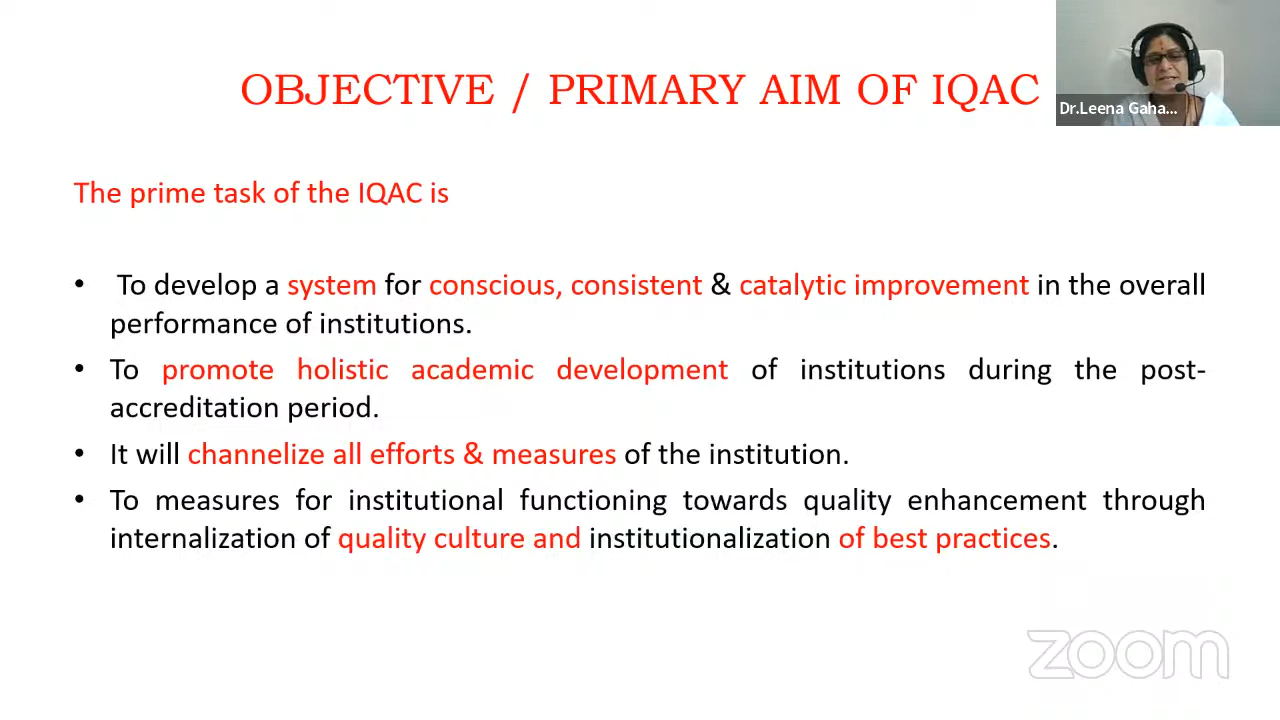 OBJECTIVE / PRIMARY AIM OF IQAC
Dr.Leena Gaha...
The prime task of the IQAC is
• To develop a system for conscious, consistent & catalytic improvement in the overall
performance of institutions.
• To promote holistic academic development of institutions during the post-
accreditation period.
• It will channelize all efforts & measures of the institution.
• To measures for institutional functioning towards quality enhancement through
internalization of quality culture and institutionalization of best practices.
zoom